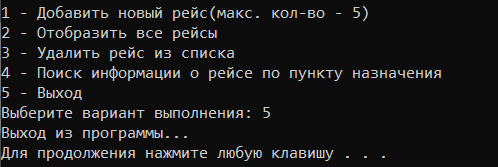 1 - Добавить новый рейс(макс. кол-во - 5)
2 - Отобразить все рейсы
3 - Удалить рейс из списка
4 - Поиск информации о рейсе по пункту назначения
5 - Выход
Выберите вариант выполнения: 5
Выход из программы...
Для продолжения нажмите любую клавишу . . .